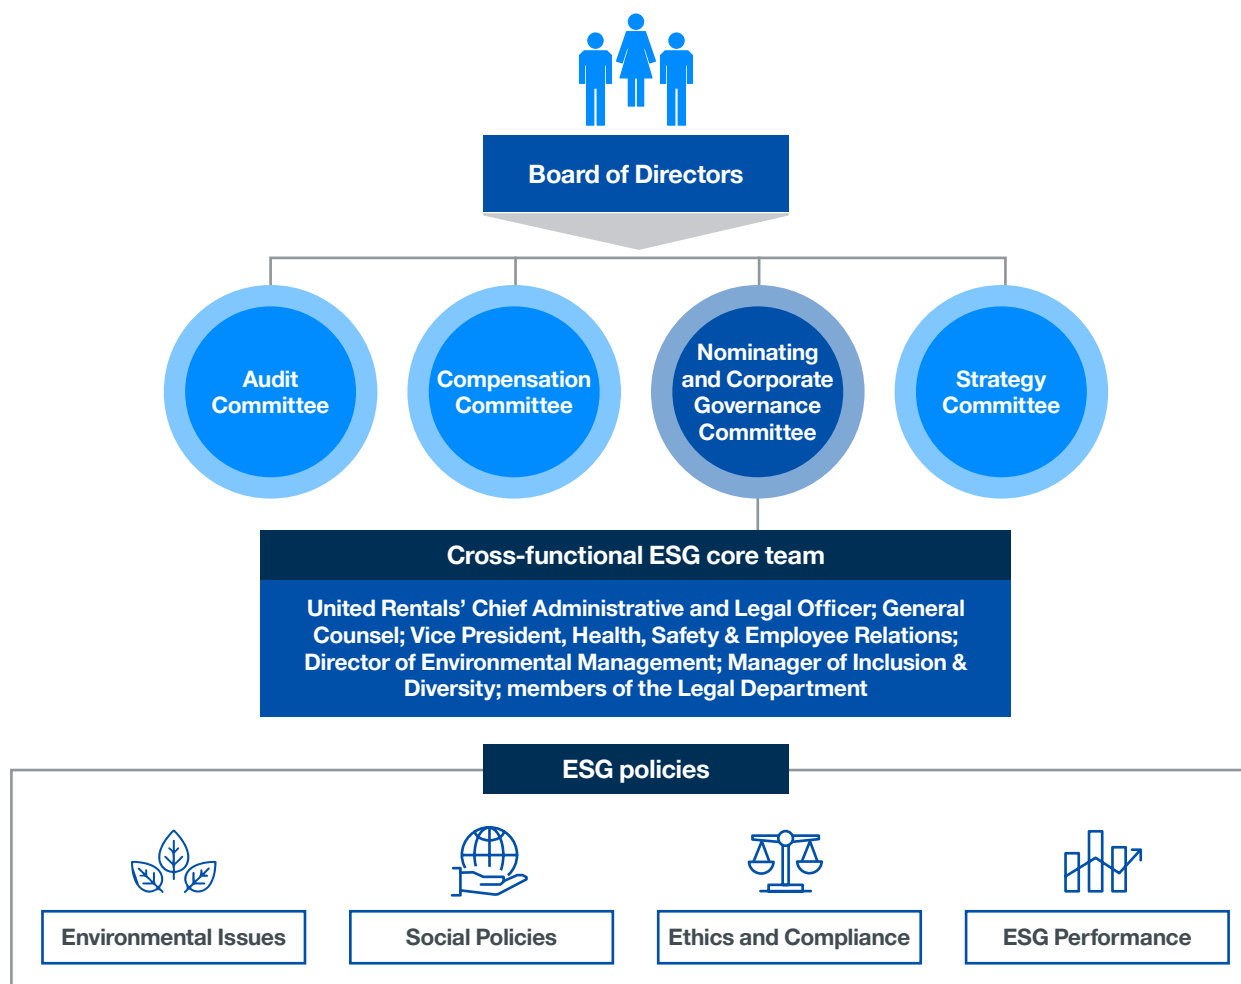 Board of Directors
Audit
Committee
Compensation
Committee
Nominating
and Corporate
Governance
Committee
Strategy
Committee
Cross-functional ESG core team
United Rentals’ Chief Administrative and Legal Officer; General
Counsel; Vice President, Health, Safety & Employee Relations;
Director of Environmental Management; Manager of Inclusion &
Diversity; members of the Legal Department
ESG policies
Environmental Issues
Social Policies
Ethics and Compliance
ESG Performance